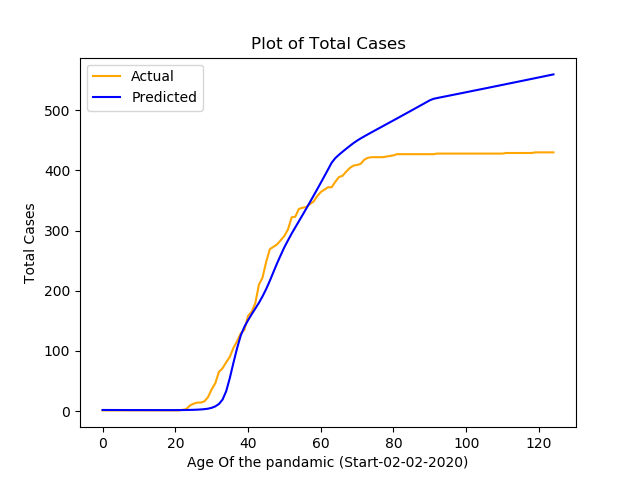 Plot of Total Cases
Actual
Predicted
Total Cases
500
400
300
200
100
0
0 20 40 60 80 100 120
Age Of the pandamic (Start-02-02-2020)